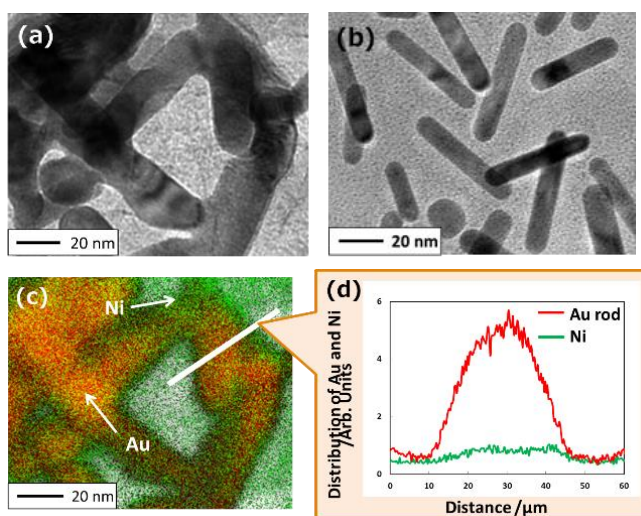 (a)
20 nm
(b)
20 nm
(c)
Ni
Au
20 nm
(d)
Distribution of Au and Ni
/Arb. Units
6
4
2
0
Au rod
Ni
0 10 20 30 40 50 60
Distance /μm